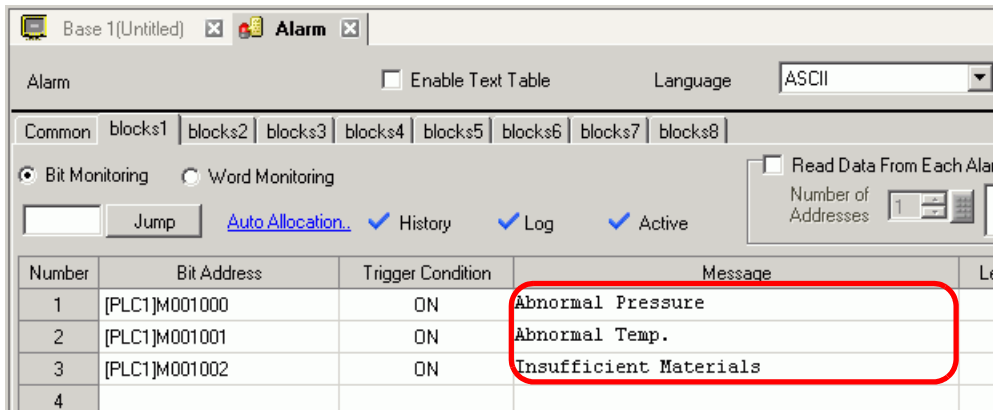 Base 1(Untitled) Alarm
Alarm Enable Text Table Language ASCII
Common blocks1 blocks2 blocks3 blocks4 blocks5 blocks6 blocks7 blocks8
Bit Monitoring Word Monitoring Read Data From Each Alar
Number of
Addresses 1
Jump Auto Allocation.. History Log Active
Number Bit Address Trigger Condition Message Le
1 [PLC1]M001000 ON Abnormal Pressure
2 [PLC1]M001001 ON Abnormal Temp.
3 [PLC1]M001002 ON Insufficient Materials
4